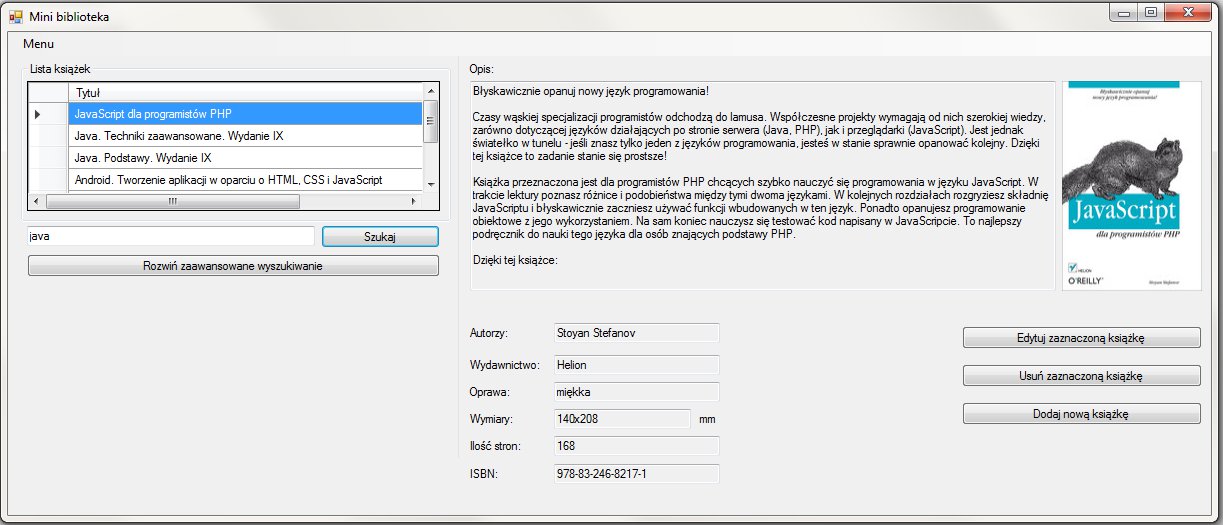 Mini biblioteka
Menu
Lista książek
Tytuł
JavaScript dla programistów PHP
Java. Techniki zaawansowane. Wydanie IX
Java. Podstawy. Wydanie IX
Android. Tworzenie aplikacji w oparciu o HTML, CSS i JavaScript
java
Szukaj
Rozwiń zaawansowane wyszukiwanie
Opis:
Błyskawicznie opanuj nowy język programowania!
Czasy wąskiej specjalizacji programistów odchodzą do lamusa. Współczesne projekty wymagają od nich szerokiej wiedzy,
zarówno dotyczącej języków działających po stronie serwera (Java, PHP), jak i przeglądarki (JavaScript). Jest jednak
światełko w tunelu - jeśli znasz tylko jeden z języków programowania, jesteś w stanie sprawnie opanować kolejny. Dzięki
tej książce to zadanie stanie się prostsze!
Książka przeznaczona jest dla programistów PHP chcących szybko nauczyć się programowania w języku JavaScript. W
trakcie lektury poznasz różnice i podobieństwa między tymi dwoma językami. W kolejnych rozdziałach rozgryziesz składnię
JavaScriptu i błyskawicznie zaczniesz używać funkcji wbudowanych w ten język. Ponadto opanujesz programowanie
obiektowe z jego wykorzystaniem. Na sam koniec nauczysz się testować kod napisany w JavaScripcie. To najlepszy
podręcznik do nauki tego języka dla osób znających podstawy PHP.
Dzięki tej książce:
Błyskawicznie opanuj
nowy język programowania!
JavaScript
dla programistów PHP
HELION
O'REILLY
Stoyan Stefanov
Autorzy:
Stoyan Stefanov
Wydawnictwo:
Helion
Oprawa:
miękka
Wymiary:
140x208
mm
Ilość stron:
168
ISBN:
978-83-246-8217-1
Edytuj zaznaczoną książkę
Usuń zaznaczoną książkę
Dodaj nową książkę